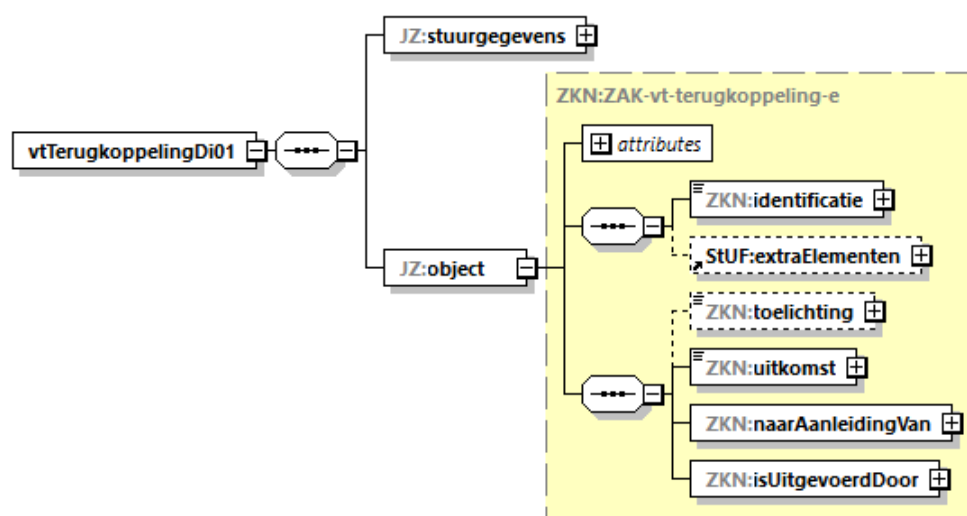 JZ:stuurgegevens
ZKN:ZAK-vt-terugkoppeling-e
attributes
vtTerugkoppelingDi01
ZKN:identificatie
JZ:object
StUF:extraElementen
ZKN:toelichting
ZKN:uitkomst
ZKN:naarAanleidingVan
ZKN:isUitgevoerdDoor